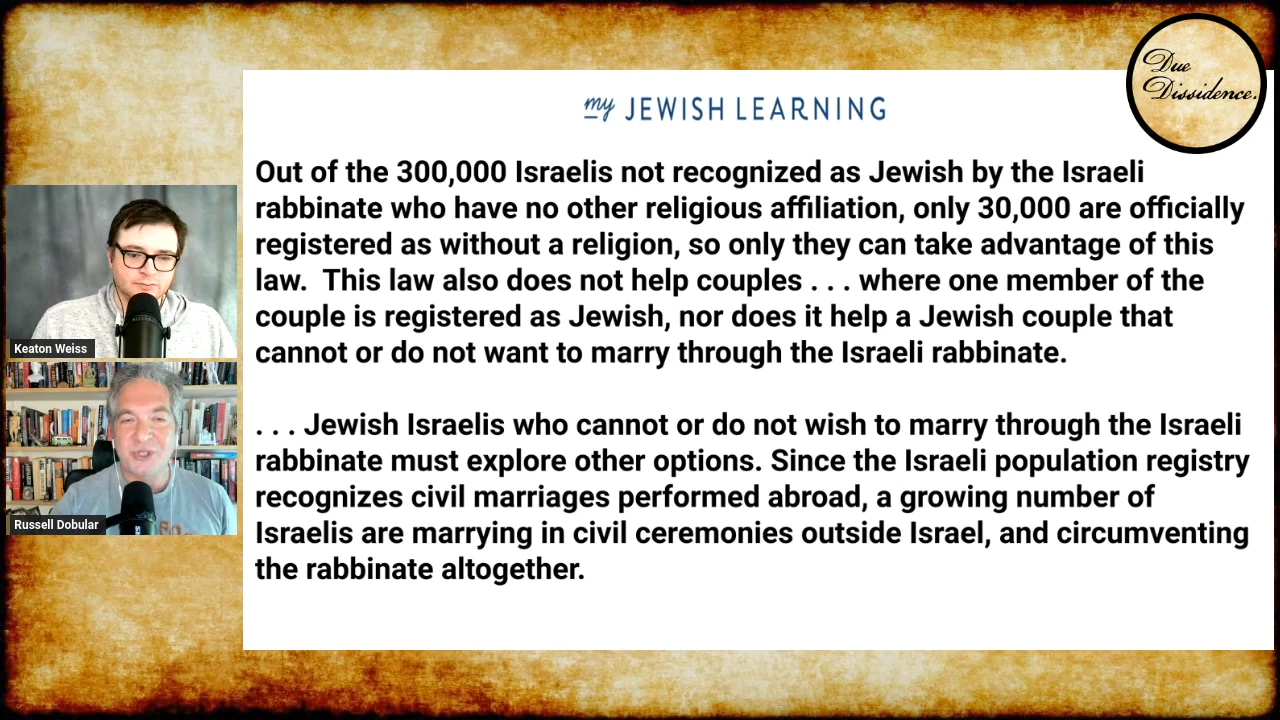 Due
Dissidence.
my JEWISH LEARNING
Out of the 300,000 Israelis not recognized as Jewish by the Israeli
rabbinate who have no other religious affiliation, only 30,000 are officially
registered as without a religion, so only they can take advantage of this
law.  This law also does not help couples . . . where one member of the
couple is registered as Jewish, nor does it help a Jewish couple that
cannot or do not want to marry through the Israeli rabbinate.
. . . Jewish Israelis who cannot or do not wish to marry through the Israeli
rabbinate must explore other options. Since the Israeli population registry
recognizes civil marriages performed abroad, a growing number of
Israelis are marrying in civil ceremonies outside Israel, and circumventing
the rabbinate altogether.
Keaton Weiss
Russell Dobular